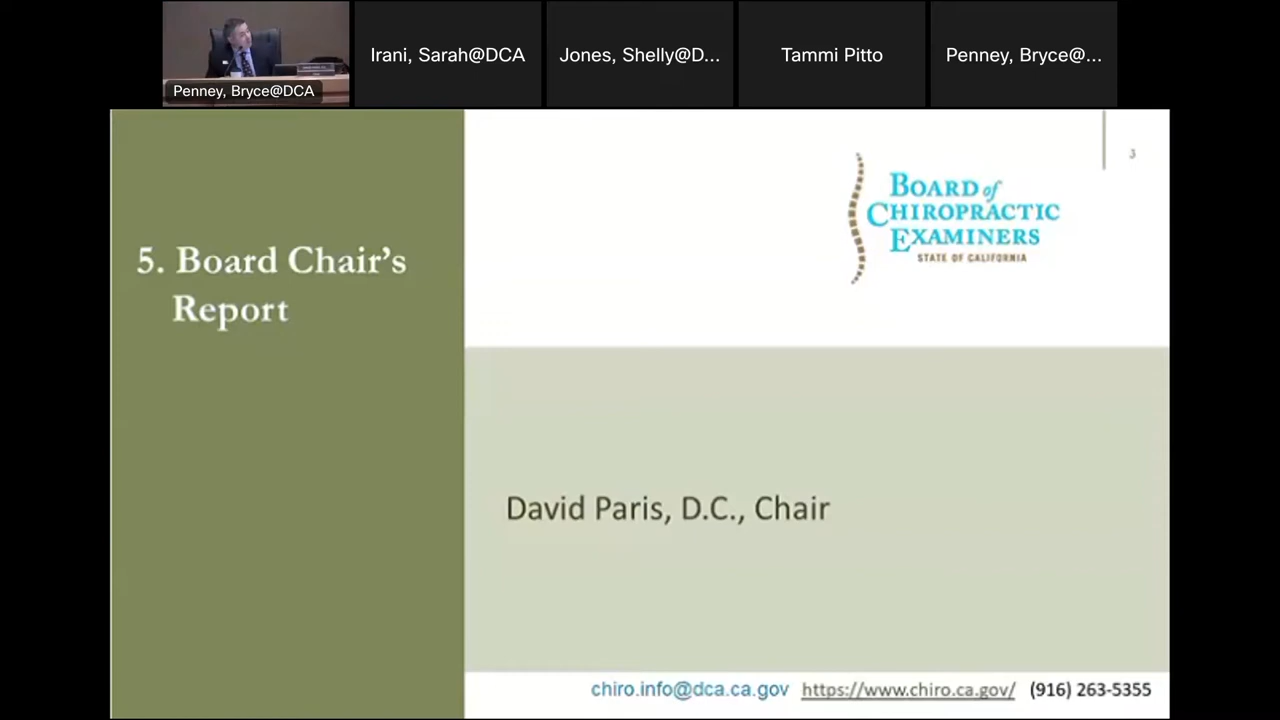 Penney, Bryce@DCA
Irani, Sarah@DCA
Jones, Shelly@D...
Tammi Pitto
Penney, Bryce@...
3
BOARD of
CHIROPRACTIC
EXAMINERS
STATE OF CALIFORNIA
5. Board Chair's
Report
David Paris, D.C., Chair
chiro.info@dca.ca.gov https://www.chiro.ca.gov/ (916) 263-5355